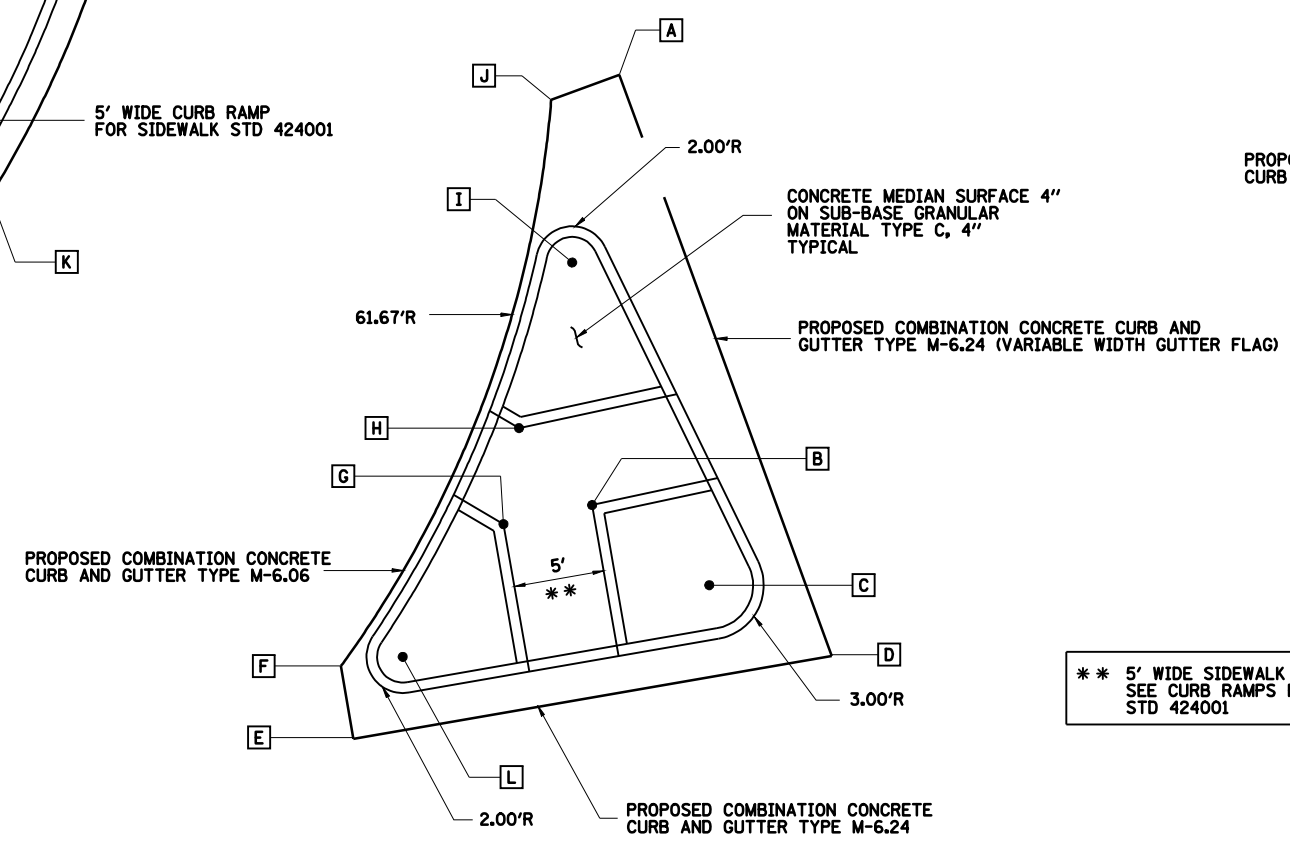 A
J
5' WIDE CURB RAMP
FOR SIDEWALK STD 424001
2.00'R
PROPO
CURB
I
CONCRETE MEDIAN SURFACE 4"
ON SUB-BASE GRANULAR
MATERIAL TYPE C, 4"
TYPICAL
K
61.67'R
PROPOSED COMBINATION CONCRETE CURB AND
GUTTER TYPE M-6.24 (VARIABLE WIDTH GUTTER FLAG)
H
B
G
PROPOSED COMBINATION CONCRETE
CURB AND GUTTER TYPE M-6.06
5'
**
C
F
D
** 5' WIDE SIDEWALK
SEE CURB RAMPS
STD 424001
3.00'R
E
L
2.00'R
PROPOSED COMBINATION CONCRETE
CURB AND GUTTER TYPE M-6.24